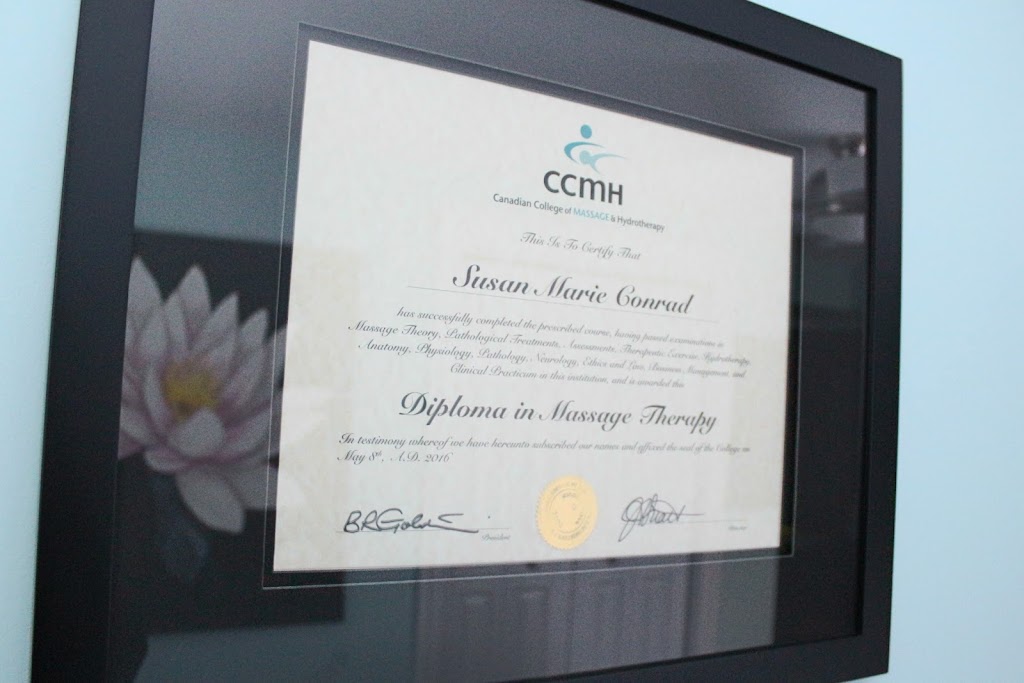 CCMH
Canadian College of MASSAGE & Hydrotherapy
This Is To Certify That
Susan Marie Conrad
has successfully completed the prescribed course, having passed examinations in
Massage Theory, Pathological Treatments, Assessments, Therapeutic Exercise, Hydrotherapy,
Anatomy, Physiology, Pathology, Neurology, Ethics and Law, Business Management, and
Clinical Practicum in this institution, and is awarded this
Diploma in Massage Therapy
In testimony whereof we have hereunto subscribed our names and affixed the seal of the College on
May 8th, A.D. 2016
President